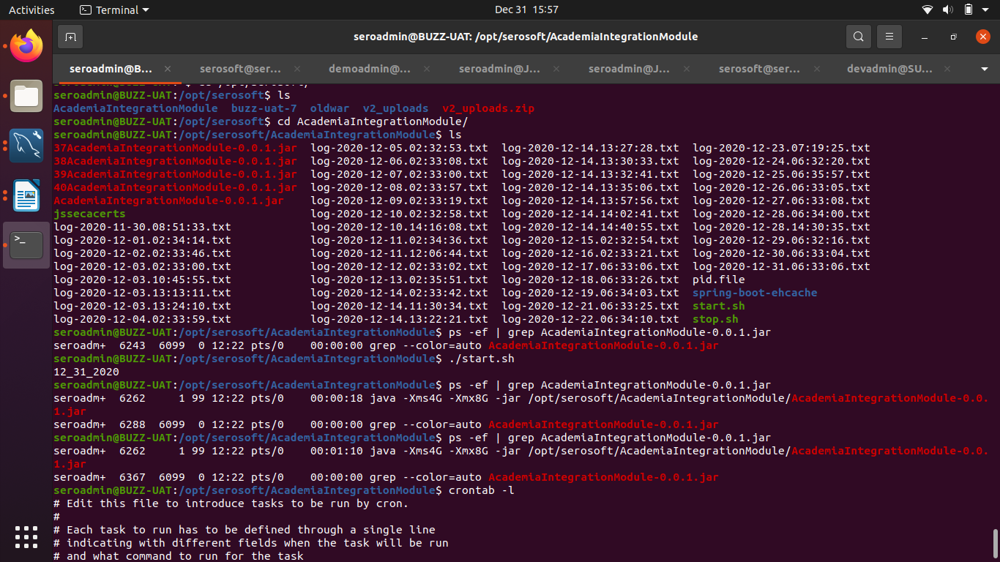 Activities Terminal Dec 31 15:57
seroadmin@BUZZ-UAT: /opt/serosoft/AcademiaIntegrationModule
seroadmin@B... serosoft@ser... demoadmin@... seroadmin@J... seroadmin@J... serosoft@ser... devadmin@SU...
seroadmin@BUZZ-UAT:/opt/serosoft$ ls
AcademiaIntegrationModule buzz-uat-7 oldwar v2_uploads v2_uploads.zip
seroadmin@BUZZ-UAT:/opt/serosoft$ cd AcademiaIntegrationModule/
seroadmin@BUZZ-UAT:/opt/serosoft/AcademiaIntegrationModule$ ls
37AcademiaIntegrationModule-0.0.1.jar log-2020-12-05.02:32:53.txt log-2020-12-14.13:27:28.txt log-2020-12-23.07:19:25.txt
38AcademiaIntegrationModule-0.0.1.jar log-2020-12-06.02:33:08.txt log-2020-12-14.13:30:33.txt log-2020-12-24.06:32:20.txt
39AcademiaIntegrationModule-0.0.1.jar log-2020-12-07.02:33:00.txt log-2020-12-14.13:32:41.txt log-2020-12-25.06:35:57.txt
40AcademiaIntegrationModule-0.0.1.jar log-2020-12-08.02:33:57.txt log-2020-12-14.13:35:06.txt log-2020-12-26.06:33:05.txt
AcademiaIntegrationModule-0.0.1.jar log-2020-12-09.02:33:19.txt log-2020-12-14.13:57:56.txt log-2020-12-27.06:33:08.txt
jssecacerts log-2020-12-10.02:32:58.txt log-2020-12-14.14:02:41.txt log-2020-12-28.06:34:00.txt
log-2020-11-30.08:51:33.txt log-2020-12-10.14:16:08.txt log-2020-12-14.14:40:55.txt log-2020-12-28.14:30:35.txt
log-2020-12-01.02:34:14.txt log-2020-12-11.02:34:36.txt log-2020-12-15.02:32:54.txt log-2020-12-29.06:32:16.txt
log-2020-12-02.02:33:46.txt log-2020-12-11.12:06:44.txt log-2020-12-16.02:33:21.txt log-2020-12-30.06:33:04.txt
log-2020-12-03.02:33:00.txt log-2020-12-12.02:33:02.txt log-2020-12-17.06:33:06.txt log-2020-12-31.06:33:06.txt
log-2020-12-03.10:45:55.txt log-2020-12-13.02:35:51.txt log-2020-12-18.06:33:26.txt pid.file
log-2020-12-03.13:13:11.txt log-2020-12-14.02:33:42.txt log-2020-12-19.06:34:03.txt spring-boot-ehcache
log-2020-12-03.13:24:10.txt log-2020-12-14.11:30:34.txt log-2020-12-21.06:33:25.txt start.sh
log-2020-12-04.02:33:59.txt log-2020-12-14.13:22:21.txt log-2020-12-22.06:34:10.txt stop.sh
seroadmin@BUZZ-UAT:/opt/serosoft/AcademiaIntegrationModule$ ps -ef | grep AcademiaIntegrationModule-0.0.1.jar
seroadm+ 6243 6099 0 12:22 pts/0 00:00:00 grep --color=auto AcademiaIntegrationModule-0.0.1.jar
seroadmin@BUZZ-UAT:/opt/serosoft/AcademiaIntegrationModule$ ./start.sh
12_31_2020
seroadmin@BUZZ-UAT:/opt/serosoft/AcademiaIntegrationModule$ ps -ef | grep AcademiaIntegrationModule-0.0.1.jar
seroadm+ 6262 1 99 12:22 pts/0 00:00:18 java -Xms4G -Xmx8G -jar /opt/serosoft/AcademiaIntegrationModule/AcademiaIntegrationModule-0.0.
1.jar
seroadm+ 6288 6099 0 12:22 pts/0 00:00:00 grep --color=auto AcademiaIntegrationModule-0.0.1.jar
seroadmin@BUZZ-UAT:/opt/serosoft/AcademiaIntegrationModule$ ps -ef | grep AcademiaIntegrationModule-0.0.1.jar
seroadm+ 6262 1 99 12:22 pts/0 00:01:10 java -Xms4G -Xmx8G -jar /opt/serosoft/AcademiaIntegrationModule/AcademiaIntegrationModule-0.0.
1.jar
seroadm+ 6367 6099 0 12:22 pts/0 00:00:00 grep --color=auto AcademiaIntegrationModule-0.0.1.jar
seroadmin@BUZZ-UAT:/opt/serosoft/AcademiaIntegrationModule$ crontab -l
# Edit this file to introduce tasks to be run by cron.
#
# Each task to run has to be defined through a single line
# indicating with different fields when the task will be run
# and what command to run for the task